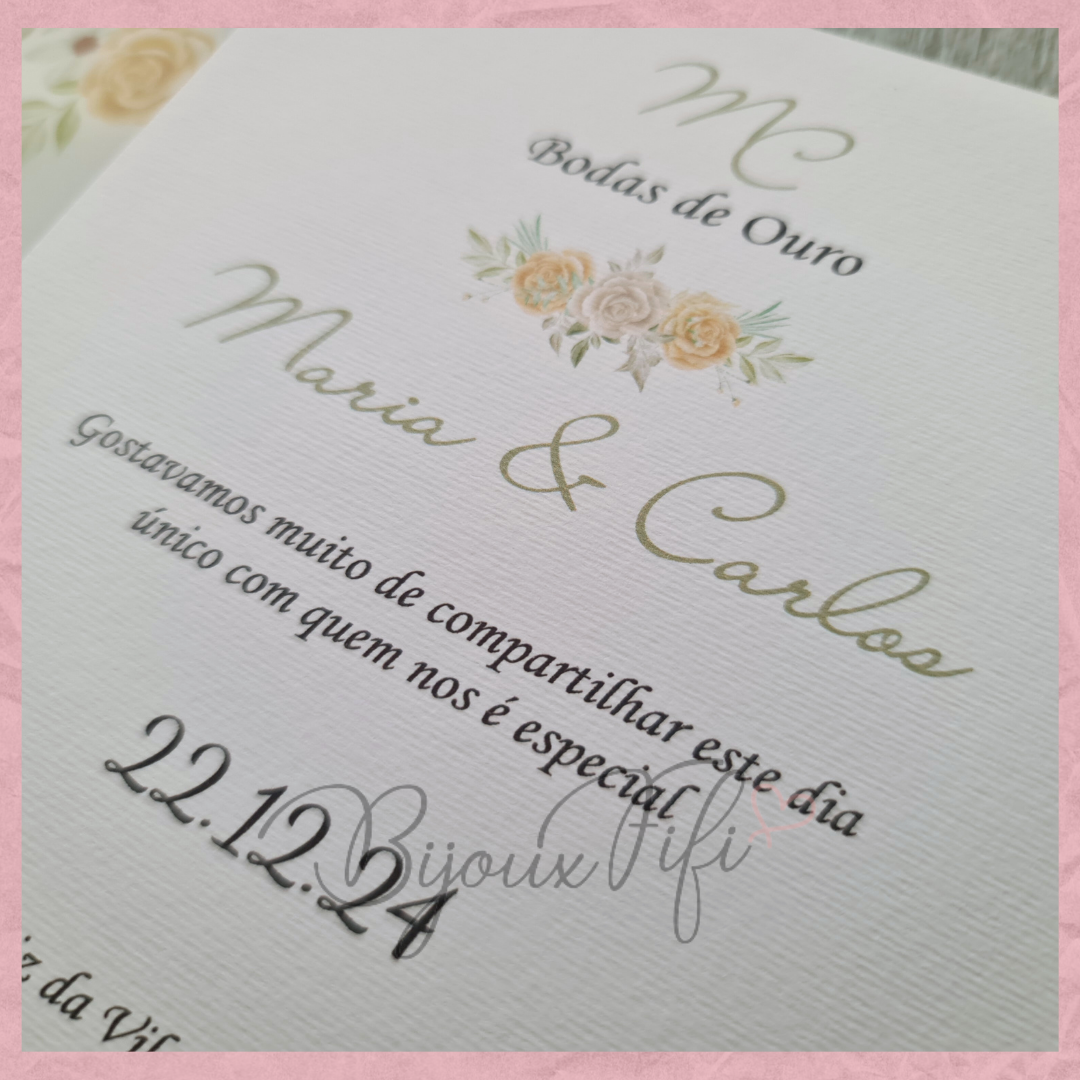 MC
Bodas de Ouro
Maria & Carlos
Gostavamos muito de compartilhar este dia
único com quem nos é especial
22.12.24
Bijoux Fifi
da